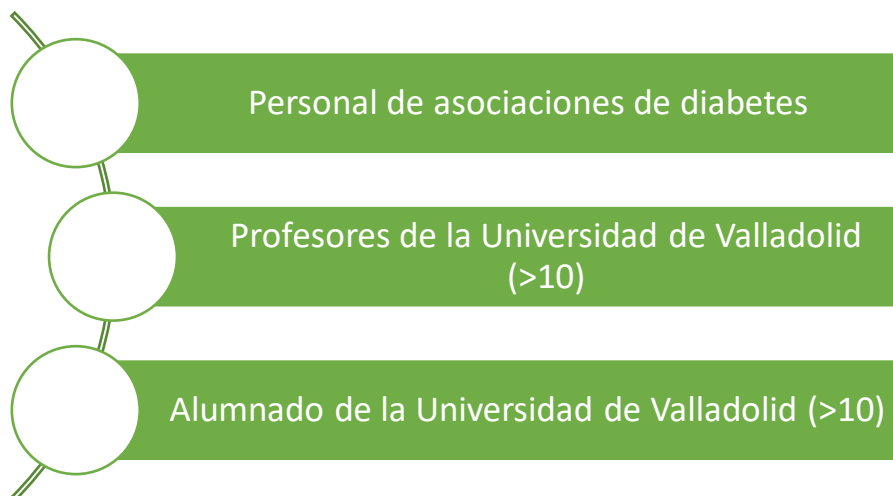 Personal de asociaciones de diabetes
Profesores de la Universidad de Valladolid
(>10)
Alumnado de la Universidad de Valladolid (>10)